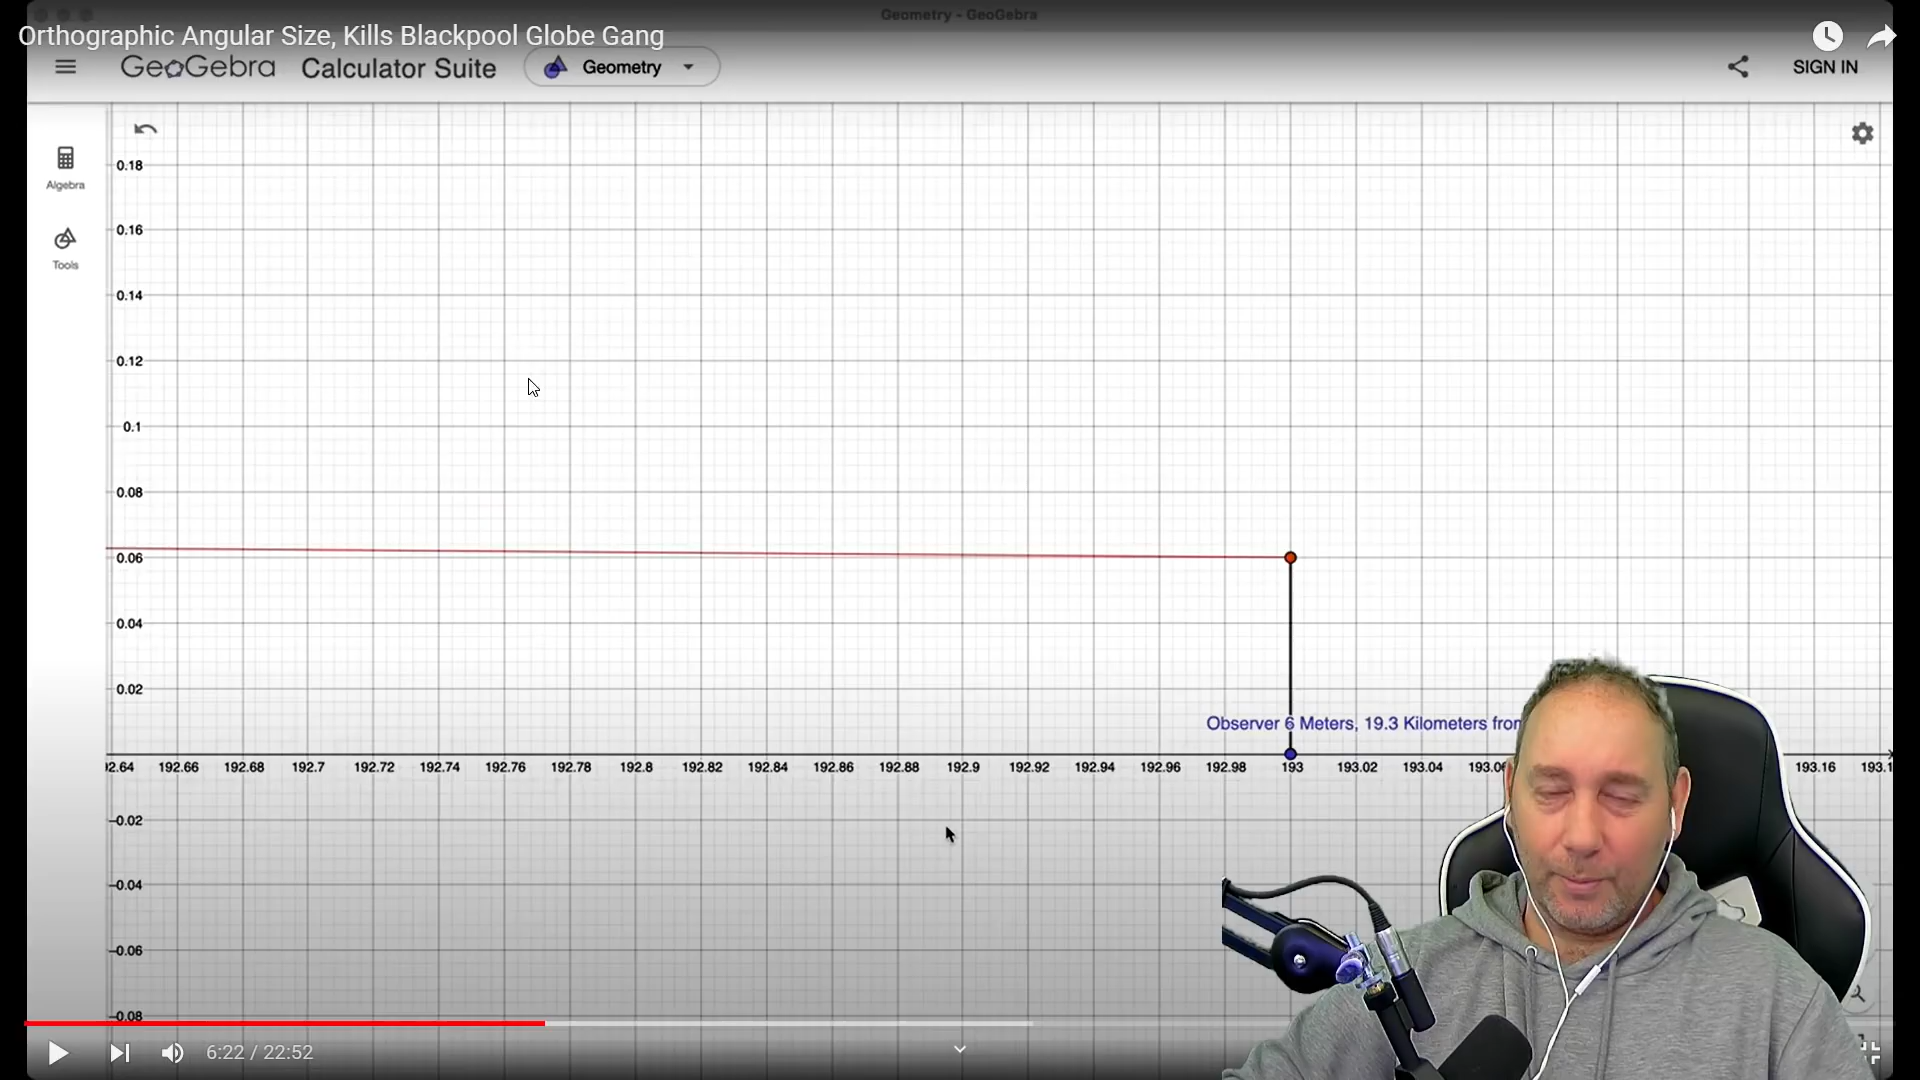 Geometry - GeoGebra
Orthographic Angular Size, Kills Blackpool Globe Gang
GeoGebra Calculator Suite Geometry SIGN IN
Algebra
Tools
0.18
0.16
0.14
0.12
0.1
0.08
0.06
0.04
0.02
Observer 6 Meters, 19.3 Kilometers from
192.66 192.68 192.7 192.72 192.74 192.76 192.78 192.8 192.82 192.84 192.86 192.88 192.9 192.92 192.94 192.96 192.98 193 193.02 193.04 193.16
-0.02
-0.04
-0.06
-0.08
6:22 / 22:52